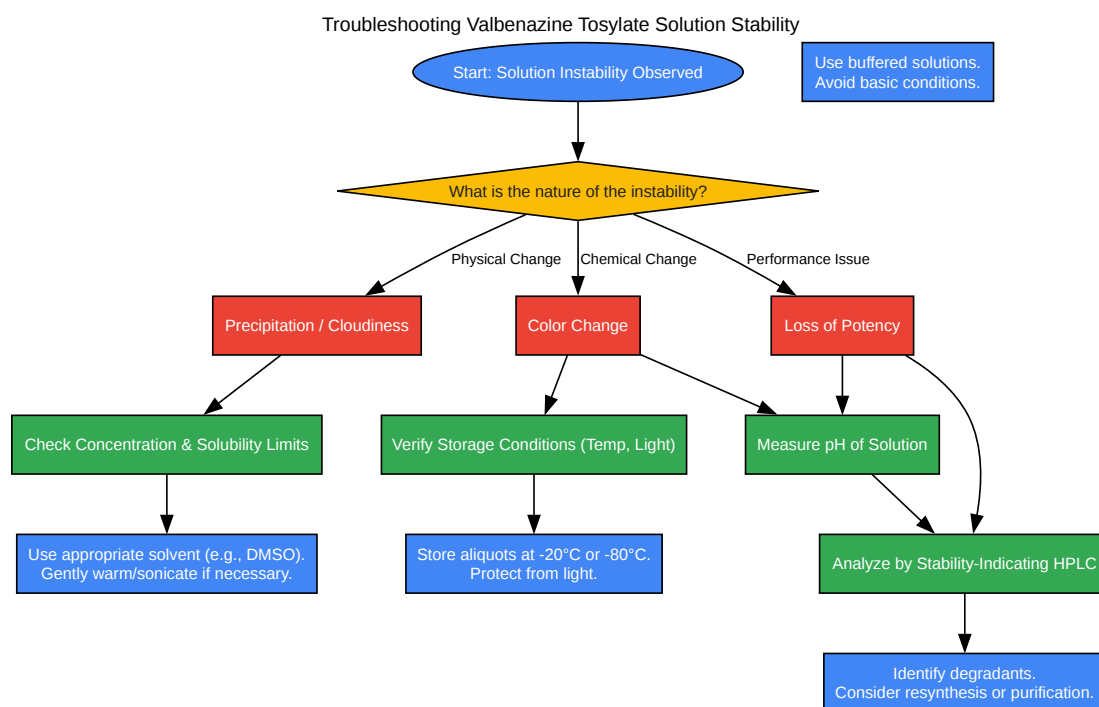 Troubleshooting Valbenazine Tosylate Solution Stability
Start: Solution Instability Observed
Use buffered solutions.
Avoid basic conditions.
What is the nature of the instability?
Physical Change
Chemical Change
Performance Issue
Precipitation / Cloudiness
Color Change
Loss of Potency
Check Concentration & Solubility Limits
Verify Storage Conditions (Temp, Light)
Measure pH of Solution
Use appropriate solvent (e.g., DMSO).
Gently warm/sonicate if necessary.
Store aliquots at -20°C or -80°C.
Protect from light.
Analyze by Stability-Indicating HPLC
Identify degradants.
Consider resynthesis or purification.